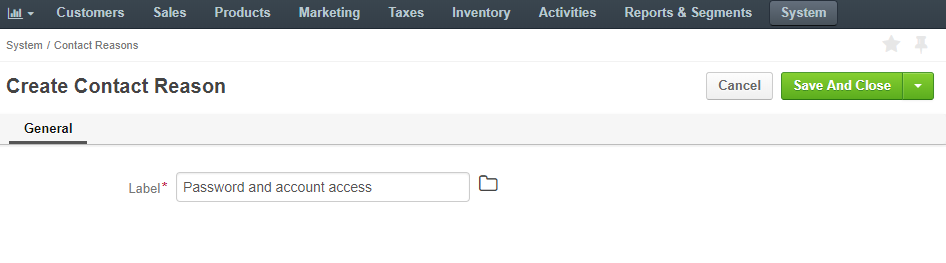 Customers Sales Products Marketing Taxes Inventory Activities Reports & Segments System
System / Contact Reasons
Create Contact Reason Cancel Save And Close
General
Label* Password and account access